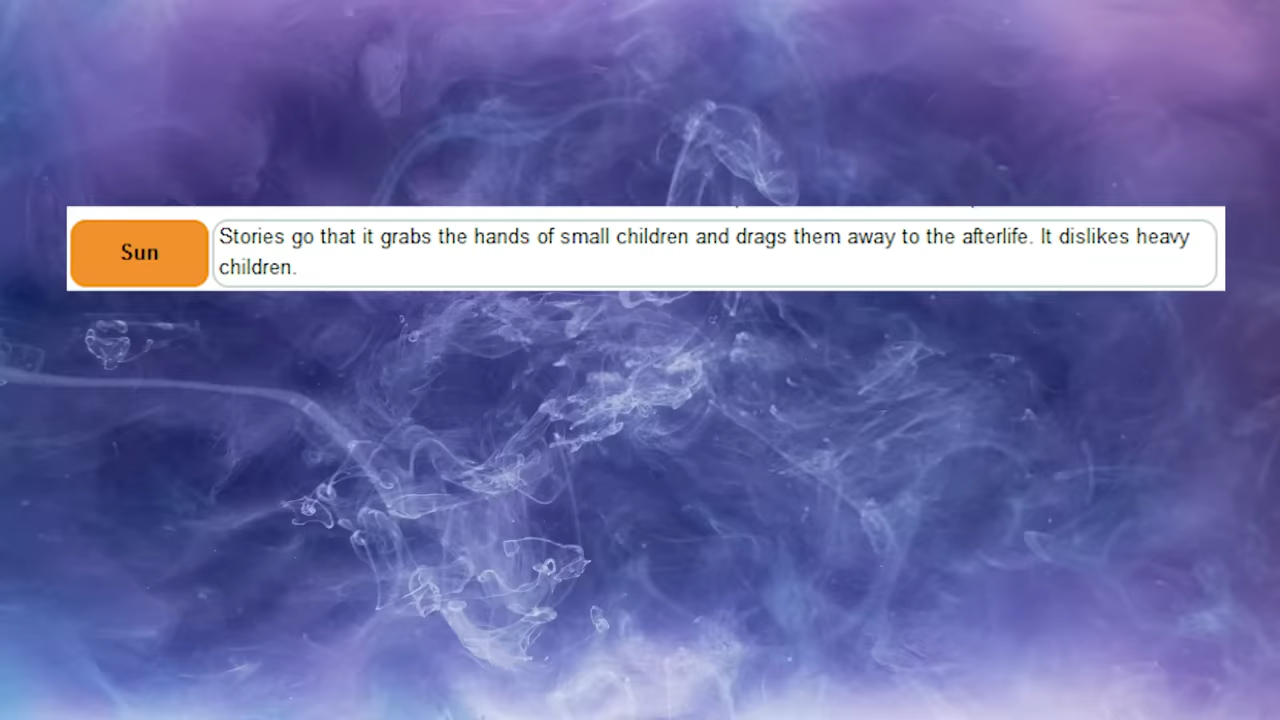 Sun
Stories go that it grabs the hands of small children and drags them away to the afterlife. It dislikes heavy
children.